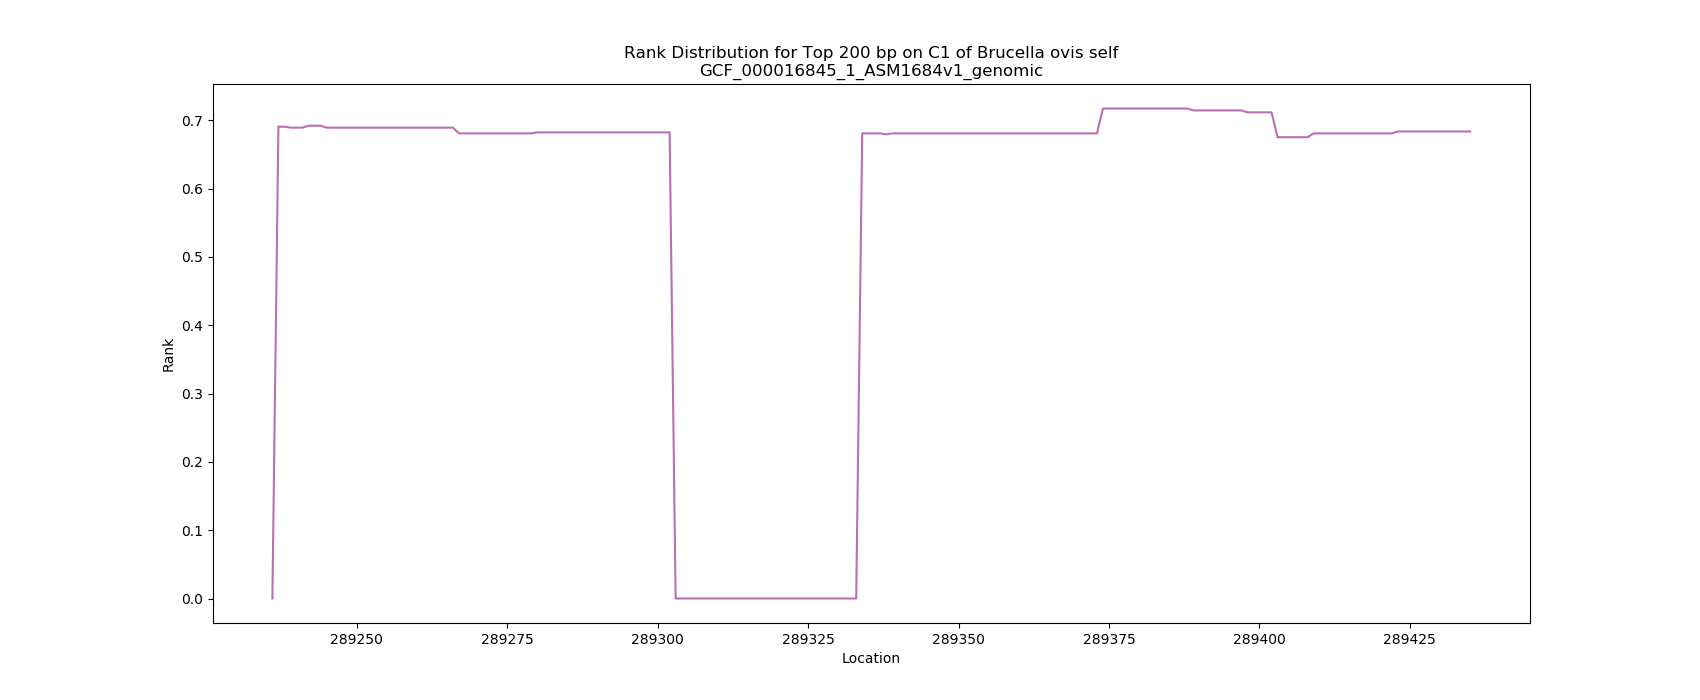 Rank Distribution for Top 200 bp on C1 of Brucella ovis self
GCF_000016845_1_ASM1684v1_genomic
0.7
0.6
0.5
0.4
0.3
0.2
0.1
0.0
Rank
289250 289275 289300 289325 289350 289375 289400 289425
Location